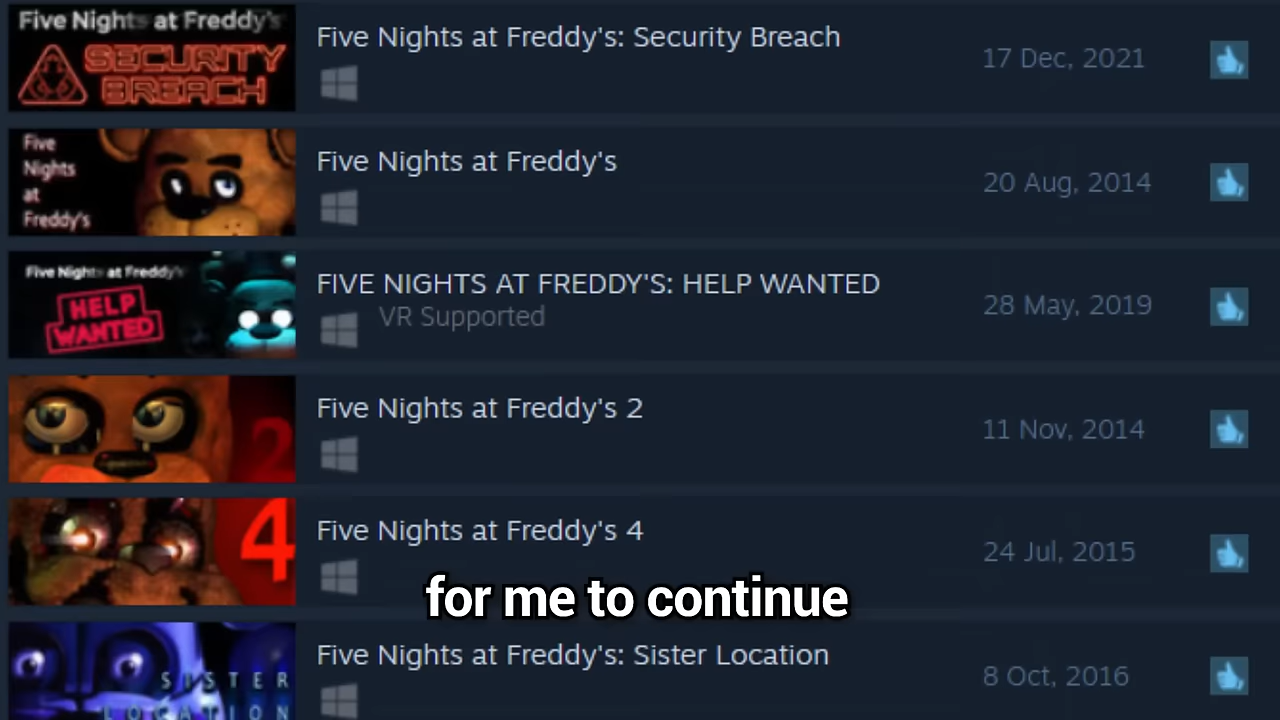 Five Nights at Freddy's
SECURITY
BREACH
Five Nights at Freddy's: Security Breach
17 Dec, 2021
Five
Nights
at
Freddy's
Five Nights at Freddy's
20 Aug, 2014
Five Nights at Freddy's
HELP
WANTED
FIVE NIGHTS AT FREDDY'S: HELP WANTED
VR Supported
28 May, 2019
2
Five Nights at Freddy's 2
11 Nov, 2014
4
Five Nights at Freddy's 4
24 Jul, 2015
for me to continue
SISTER
LOCATION
Five Nights at Freddy's: Sister Location
8 Oct, 2016